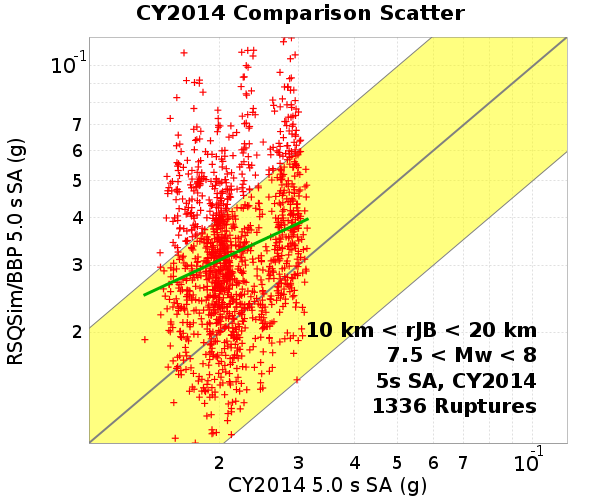 CY2014 Comparison Scatter
RSQSim/BBP 5.0 s SA (g)
10-1
7
6
5
4
3
2
10 km < rJB < 20 km
7.5 < Mw < 8
5s SA, CY2014
1336 Ruptures
2 3 4 5 6 7 10-1
CY2014 5.0 s SA (g)